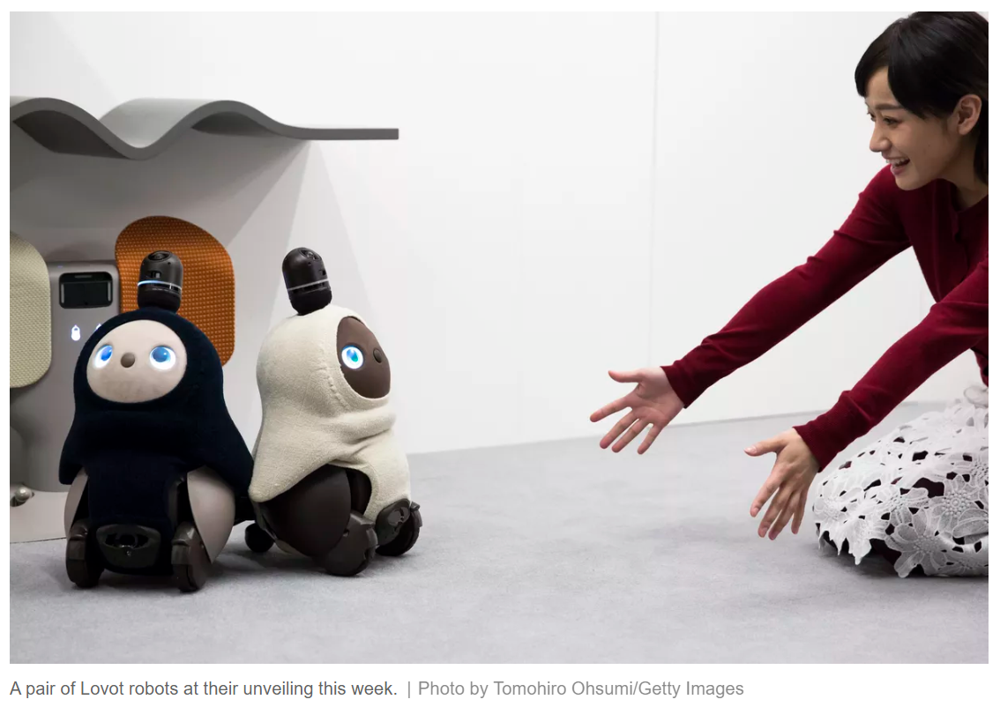 A pair of Lovot robots at their unveiling this week. | Photo by Tomohiro Ohsumi/Getty Images